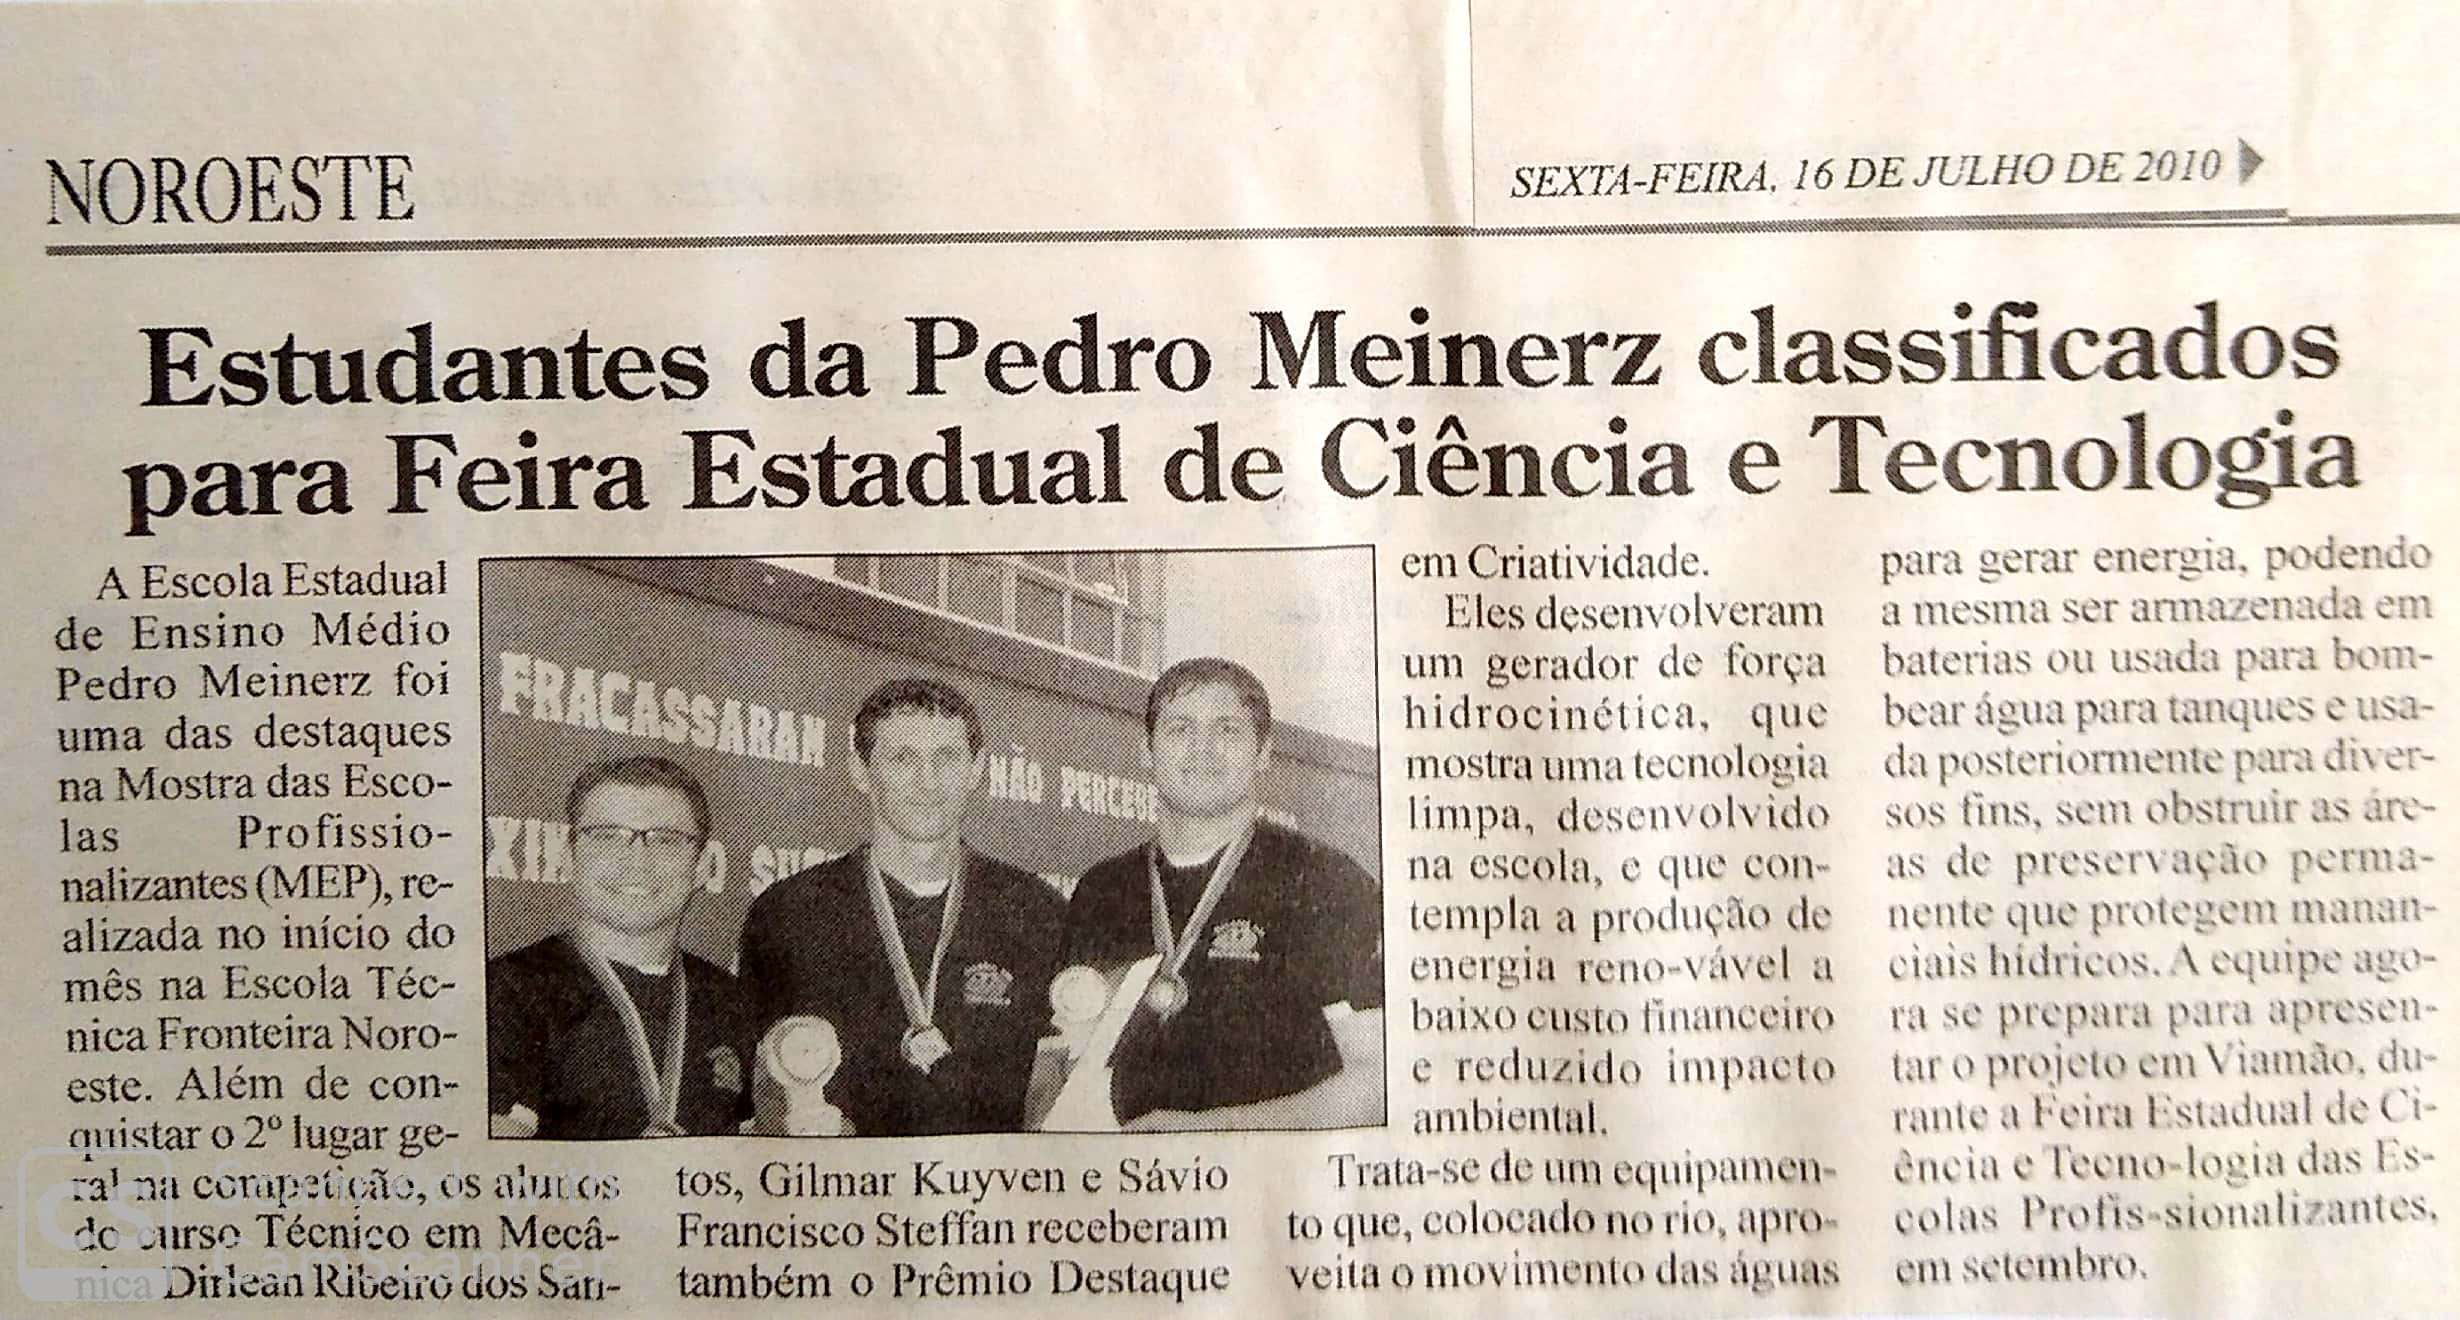 NOROESTE
SEXTA-FEIRA, 16 DE JULHO DE 2010
Estudantes da Pedro Meinerz classificados
para Feira Estadual de Ciência e Tecnologia
A Escola Estadual
de Ensino Médio
Pedro Meinerz foi
uma das destaques
na Mostra das Esco-
las Profissio-
nalizantes (MEP), re-
alizada no início do
mês na Escola Téc-
nica Fronteira Noro-
este. Além de con-
quistar o 2º lugar ge-
ral na competição, os alunos
do curso Técnico em Mecâ-
nica Dirlean Ribeiro dos San-
FRACASSARAM
NÃO PERCEBE
tos, Gilmar Kuyven e Sávio
Francisco Steffan receberam
também o Prêmio Destaque
em Criatividade.
Eles desenvolveram
um gerador de força
hidrocinética, que
mostra uma tecnologia
limpa, desenvolvido
na escola, e que con-
templa a produção de
energia reno-vável a
baixo custo financeiro
e reduzido impacto
ambiental.
Trata-se de um equipamen-
to que, colocado no rio, apro-
veita o movimento das águas
para gerar energia, podendo
a mesma ser armazenada em
baterias ou usada para bom-
bear água para tanques e usa-
da posteriormente para diver-
sos fins, sem obstruir as áre-
as de preservação perma-
nente que protegem manan-
ciais hídricos. A equipe ago-
ra se prepara para apresen-
tar o projeto em Viamão, du-
rante a Feira Estadual de Ci-
ência e Tecno-logia das Es-
colas Profis-sionalizantes,
em setembro.
CS